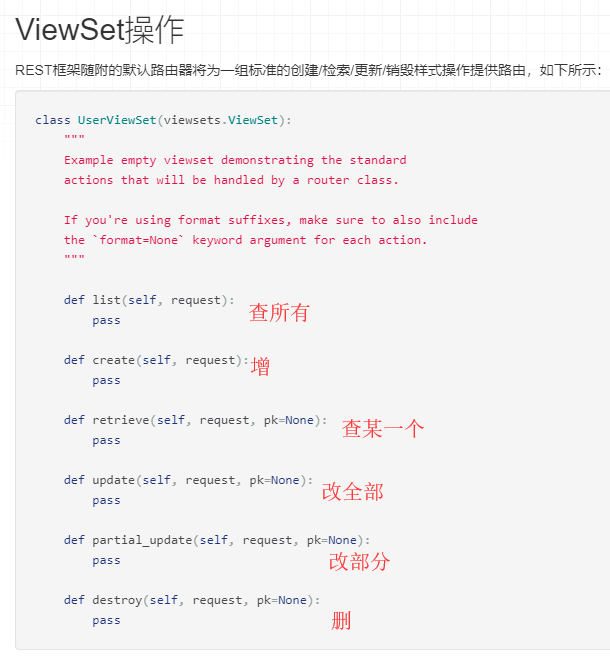 ViewSet操作
REST框架随附的默认路由器将为一组标准的创建/检索/更新/销毁样式操作提供路由，如下所示：
class UserViewSet(viewsets.ViewSet):
"""
Example empty viewset demonstrating the standard
actions that will be handled by a router class.
If you're using format suffixes, make sure to also include
the `format=None` keyword argument for each action.
"""
def list(self, request):
查所有
pass
def create(self, request):
增
pass
def retrieve(self, request, pk=None):
查某一个
pass
def update(self, request, pk=None):
改全部
pass
def partial_update(self, request, pk=None):
改部分
pass
def destroy(self, request, pk=None):
删
pass